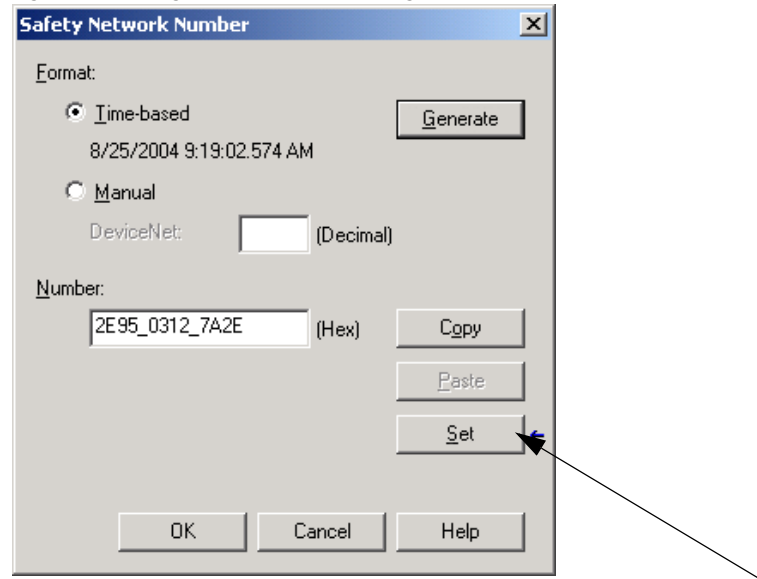 Safety Network Number
Format:
Time-based
Generate
8/25/2004 9:19:02.574 AM
Manual
DeviceNet: (Decimal)
Number:
2E95_0312_7A2E (Hex) Copy
Paste
Set
OK Cancel Help